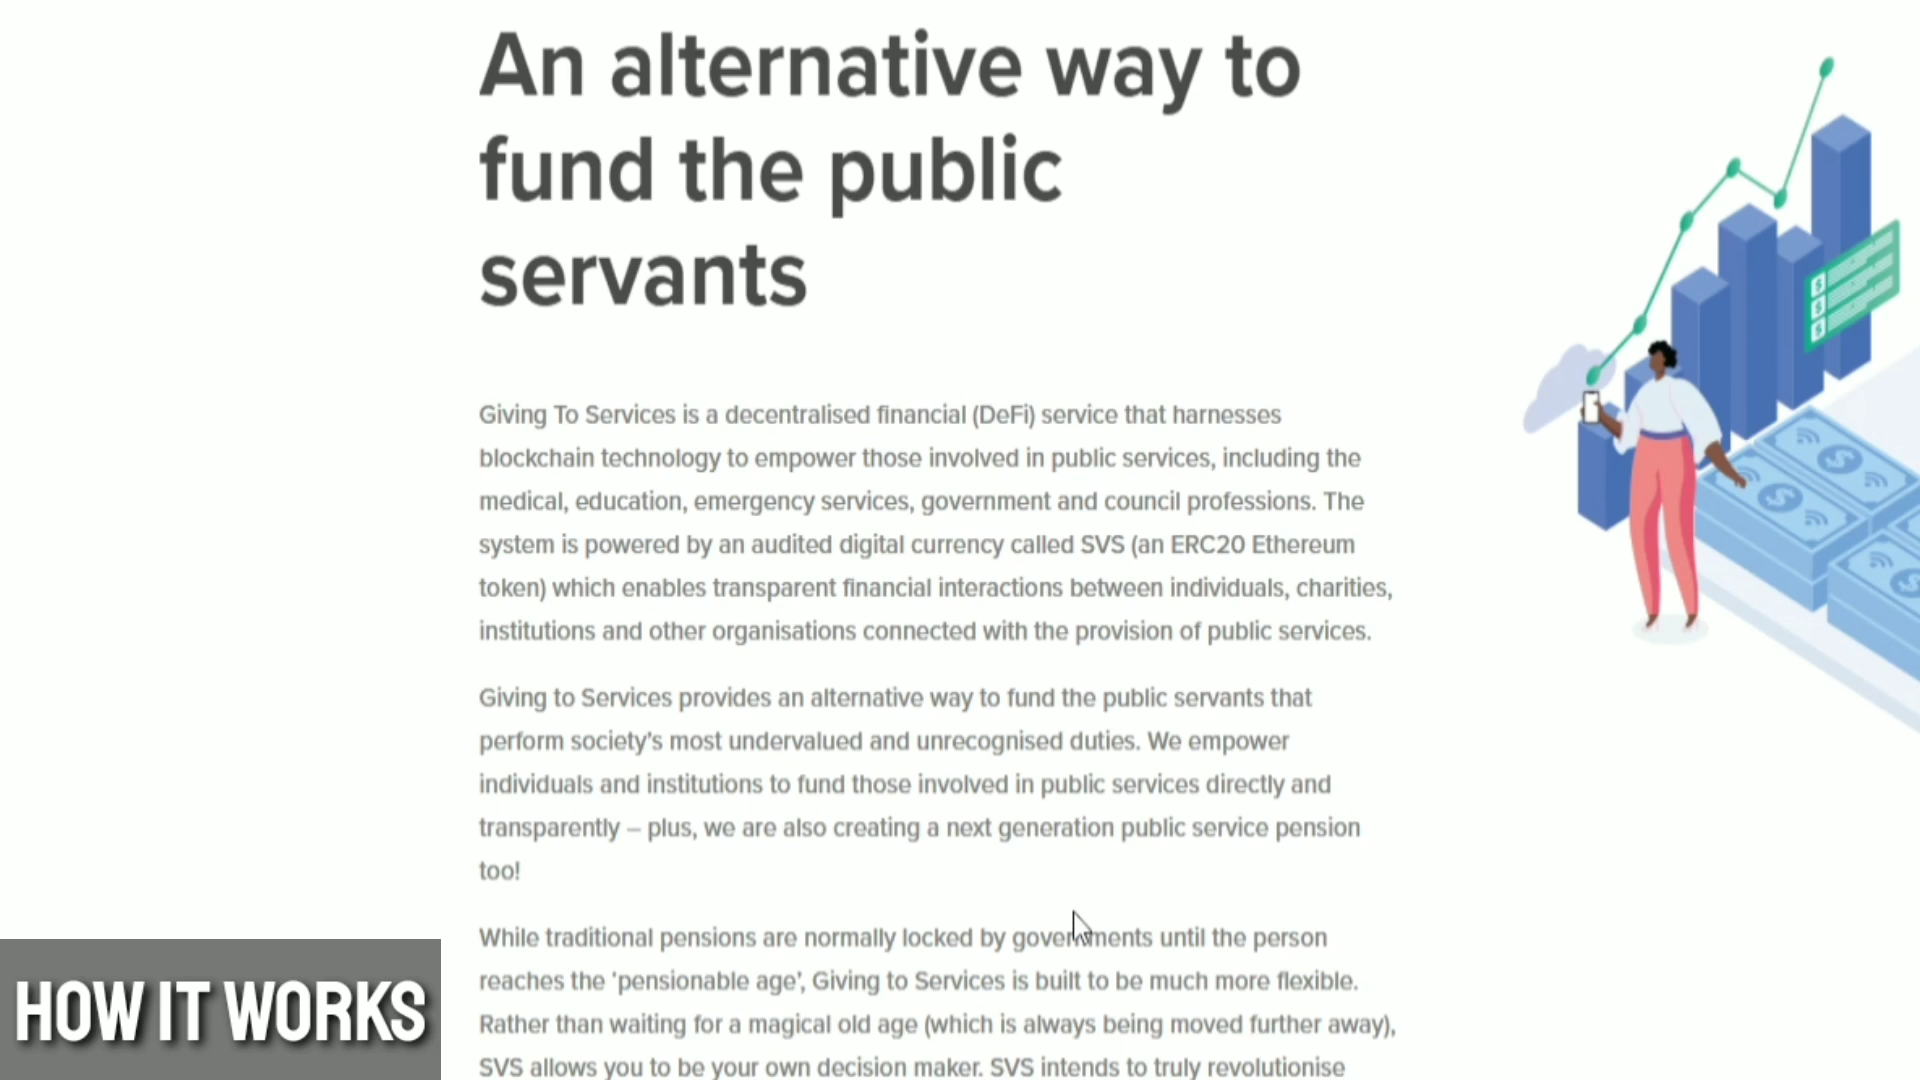 An alternative way to
fund the public
servants
Giving To Services is a decentralised financial (DeFi) service that harnesses
blockchain technology to empower those involved in public services, including the
medical, education, emergency services, government and council professions. The
system is powered by an audited digital currency called SVS (an ERC20 Ethereum
token) which enables transparent financial interactions between individuals, charities,
institutions and other organisations connected with the provision of public services.
Giving to Services provides an alternative way to fund the public servants that
perform society's most undervalued and unrecognised duties. We empower
individuals and institutions to fund those involved in public services directly and
transparently – plus, we are also creating a next generation public service pension
too!
While traditional pensions are normally locked by governments until the person
reaches the 'pensionable age', Giving to Services is built to be much more flexible.
Rather than waiting for a magical old age (which is always being moved further away),
SVS allows you to be your own decision maker. SVS intends to truly revolutionise
HOW IT WORKS